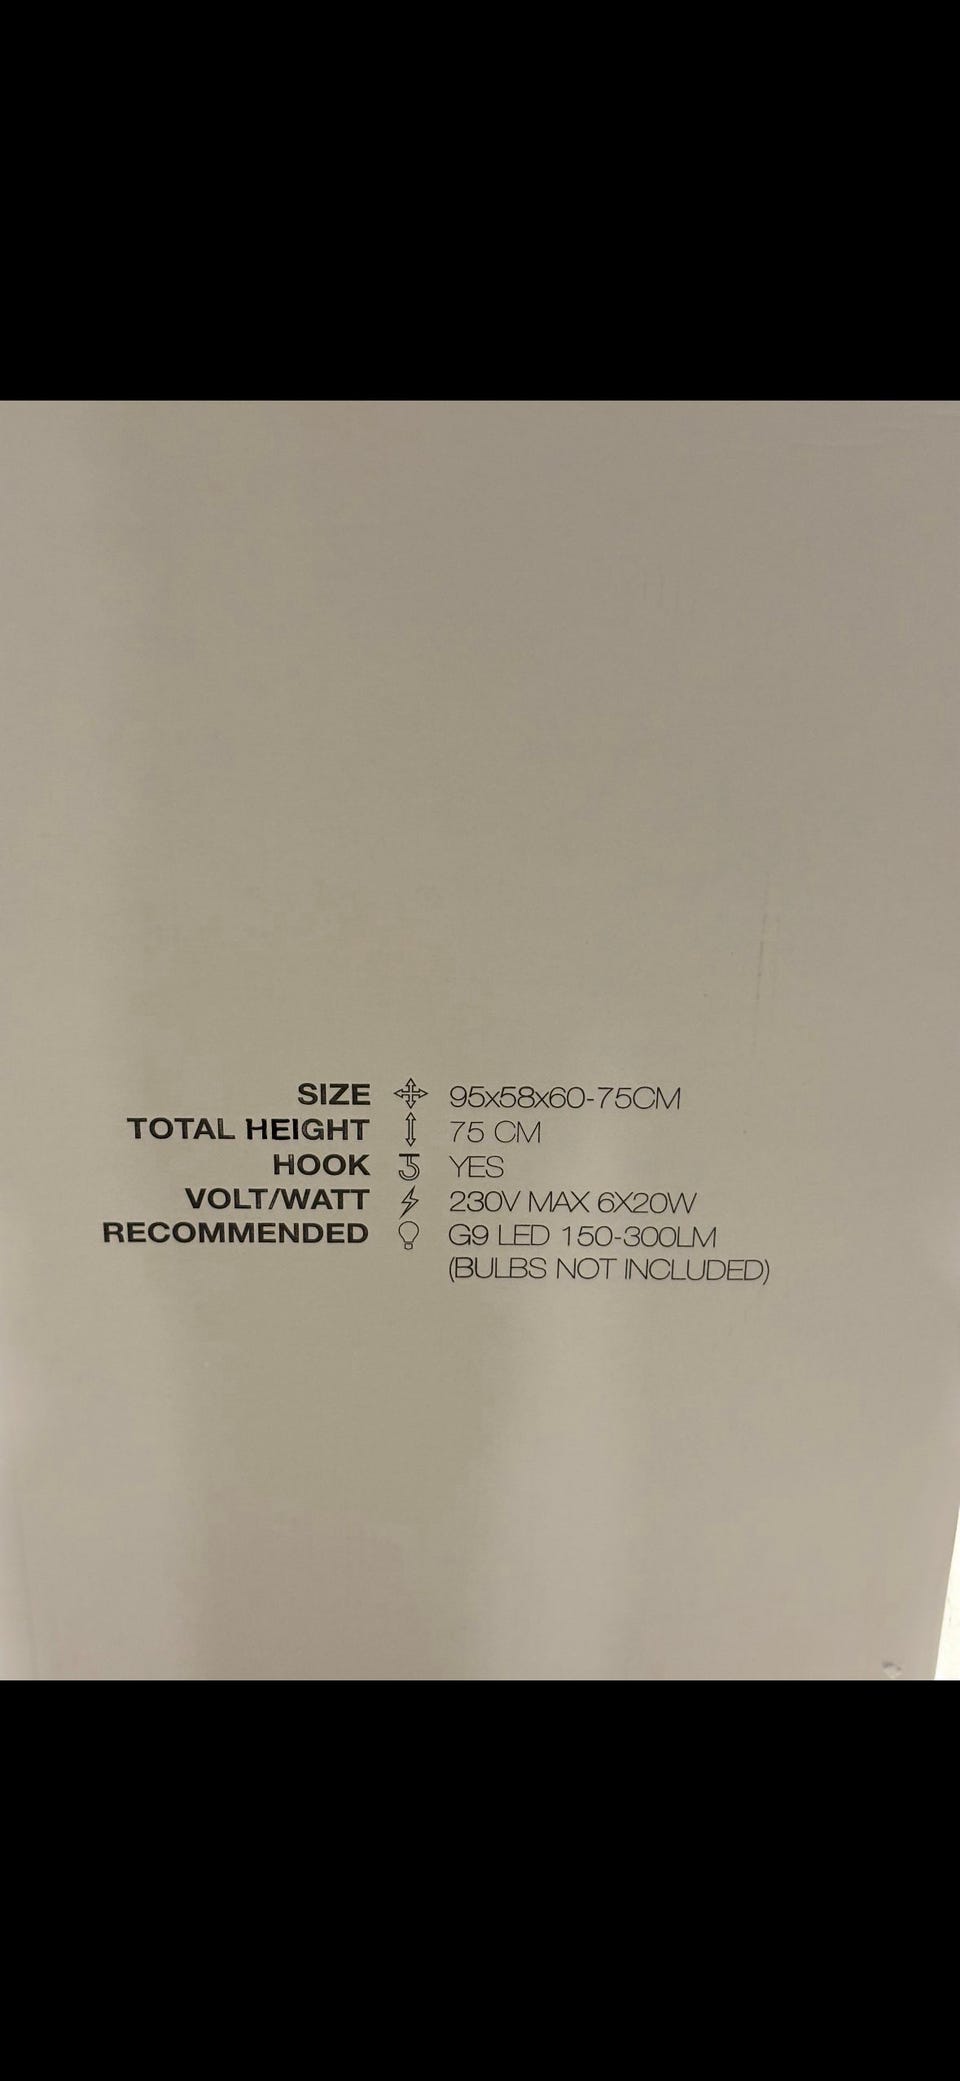 SIZE 95x58x60-75CM
TOTAL HEIGHT 75 CM
HOOK YES
VOLT/WATT 230V MAX 6X20W
RECOMMENDED G9 LED 150-300LM
(BULBS NOT INCLUDED)